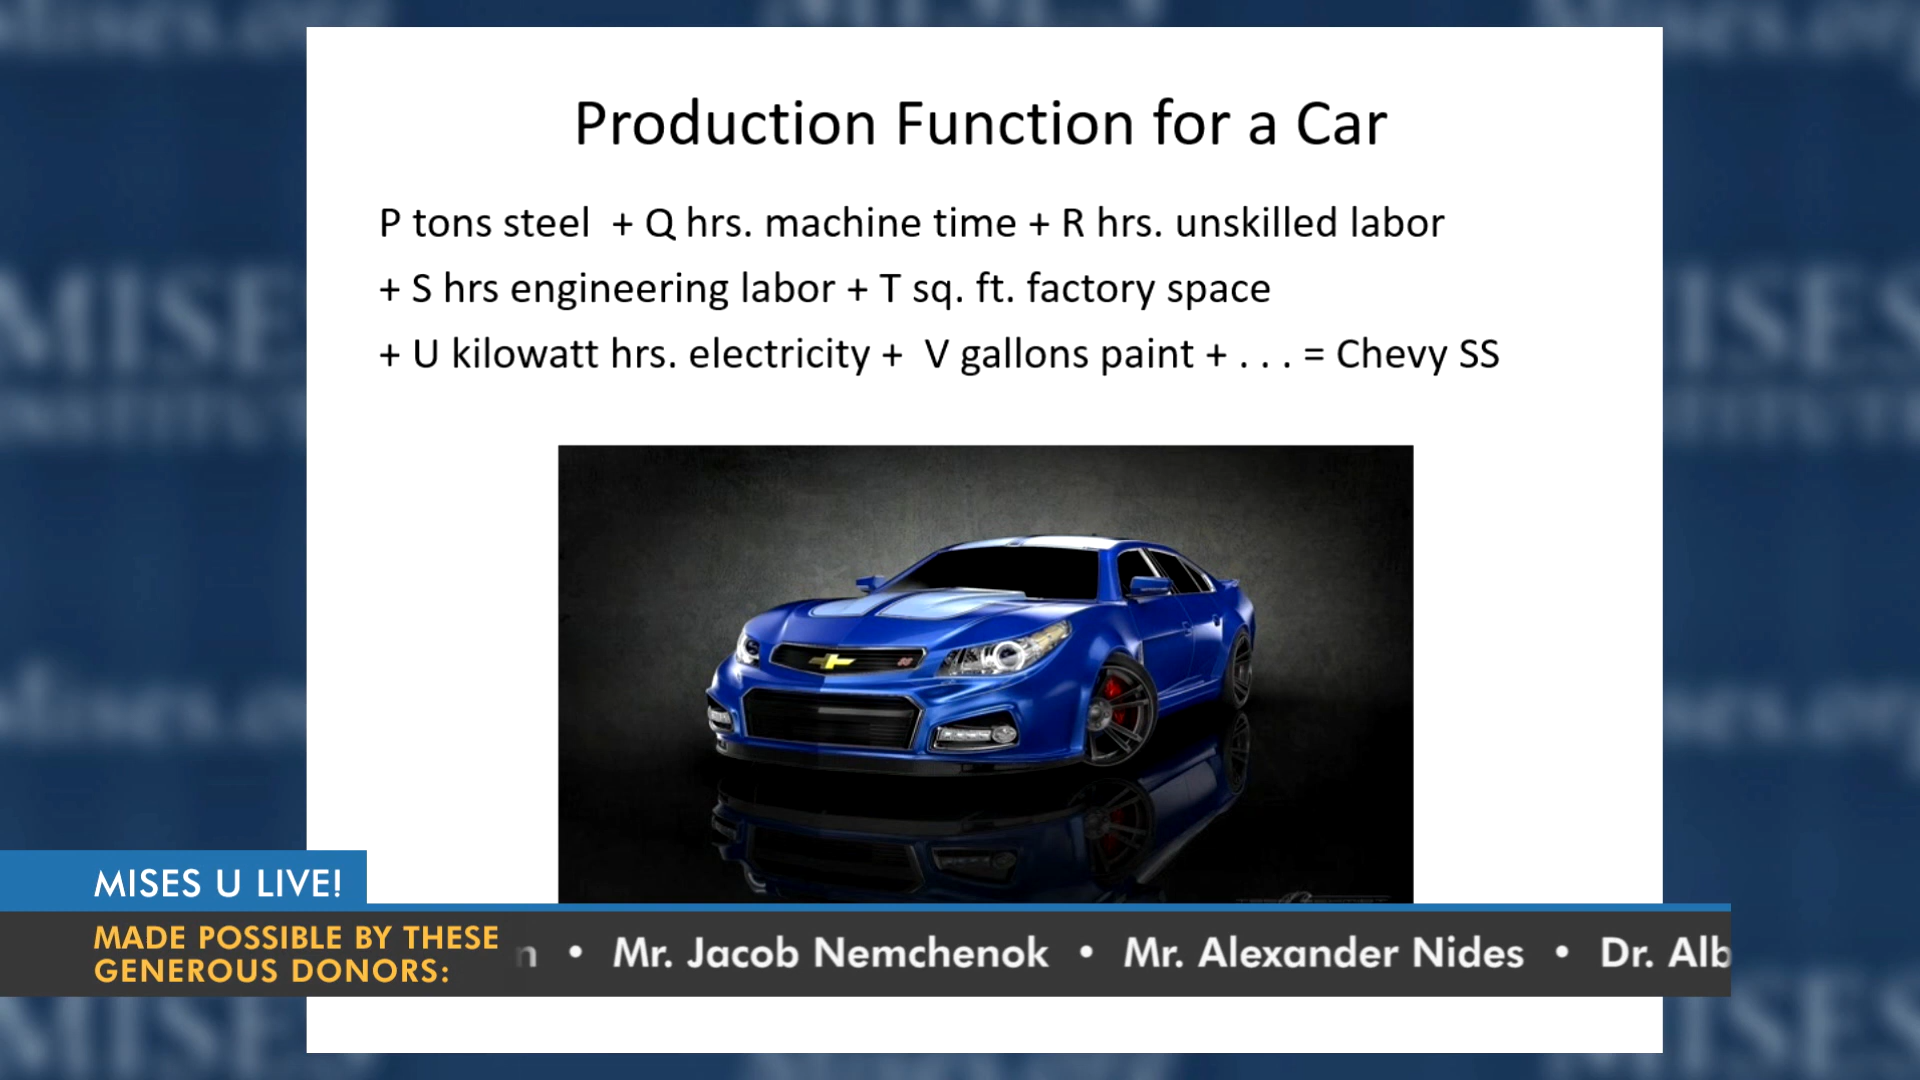 Production Function for a Car
P tons steel + Q hrs. machine time + R hrs. unskilled labor
+ S hrs engineering labor + T sq. ft. factory space
+ U kilowatt hrs. electricity + V gallons paint + . . . = Chevy SS
MISES U LIVE!
MADE POSSIBLE BY THESE
GENEROUS DONORS:
n • Mr. Jacob Nemchenok • Mr. Alexander Nides • Dr. Alb